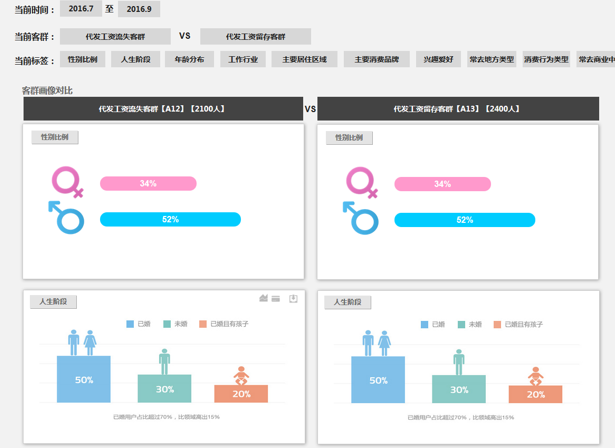 当前时间： 2016.7 至 2016.9
当前客群： 代发工资流失客群 VS 代发工资留存客群
当前标签： 性别比例 人生阶段 年龄分布 工作行业 主要居住区域 主要消费品牌 兴趣爱好 常去地方类型 消费行为类型 常去商业中
客群画像对比
代发工资流失客群【A12】【2100人】 VS 代发工资留存客群【A13】【2400人】
性别比例 性别比例
34% 34%
52% 52%
人生阶段 人生阶段
已婚 未婚 已婚且有孩子 已婚 未婚 已婚且有孩子
50% 30% 20% 50% 30% 20%
已婚用户占比超过70%，比领域高出15% 已婚用户占比超过70%，比领域高出15%